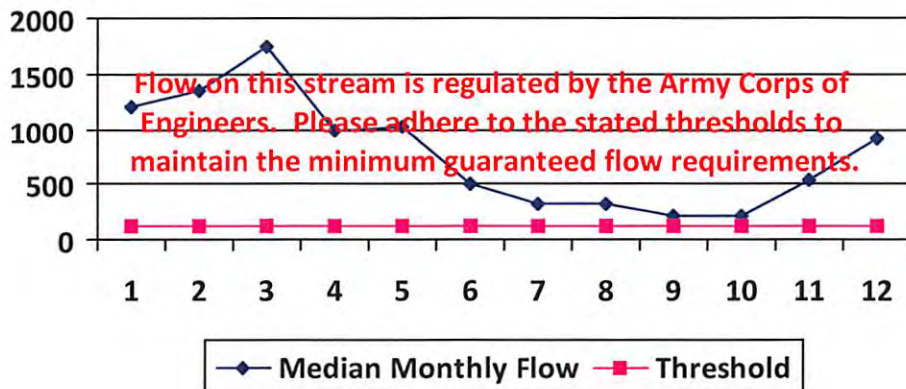 2000
1500
1000
500
0
Flow on this stream is regulated by the Army Corps of
Engineers. Please adhere to the stated thresholds to
maintain the minimum guaranteed flow requirements.
1 2 3 4 5 6 7 8 9 10 11 12
Median Monthly Flow Threshold